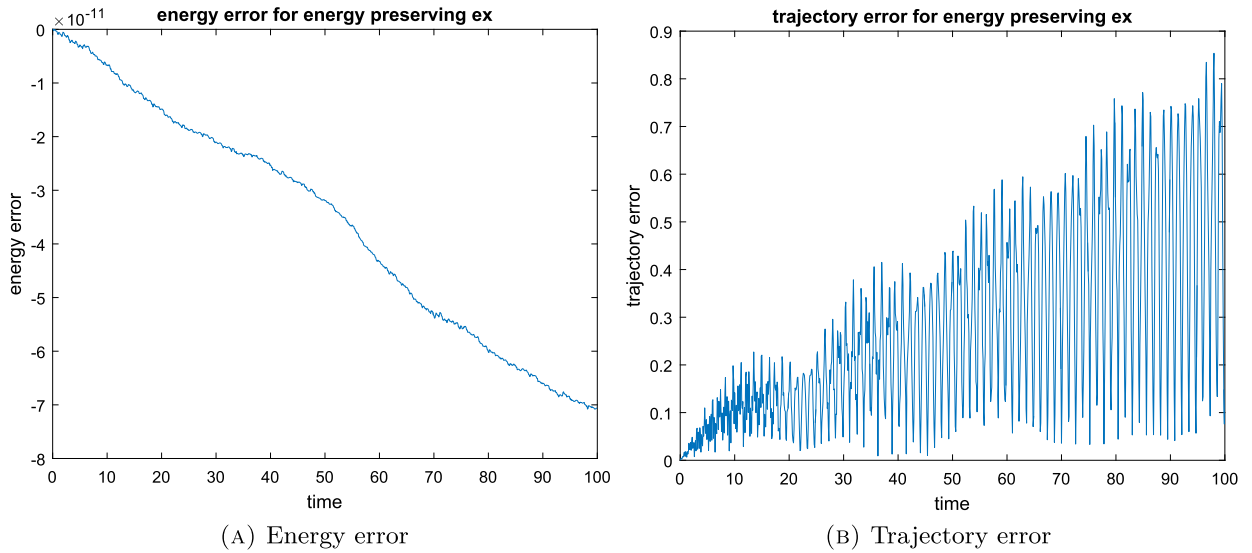 energy error for energy preserving ex
×10⁻¹¹
0
-1
-2
-3
-4
-5
-6
-7
-8
energy error
0 10 20 30 40 50 60 70 80 90 100
time
(A) Energy error
trajectory error for energy preserving ex
0.9
0.8
0.7
0.6
0.5
0.4
0.3
0.2
0.1
0
trajectory error
0 10 20 30 40 50 60 70 80 90 100
time
(B) Trajectory error